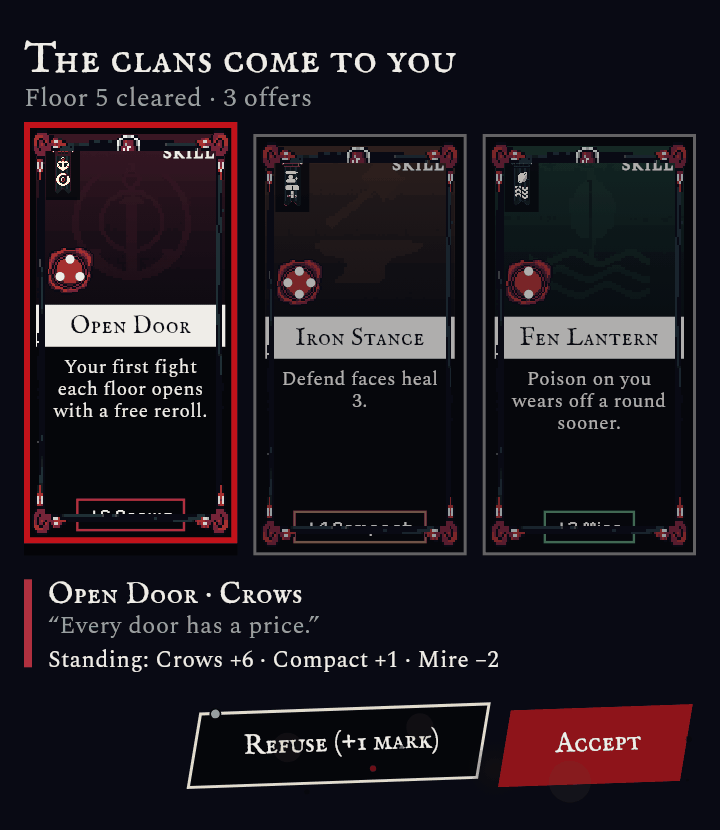 The clans come to you
Floor 5 cleared · 3 offers
SKILL
SKILL
SKILL
Open Door
Your first fight
each floor opens
with a free reroll.
Iron Stance
Defend faces heal
3.
Fen Lantern
Poison on you
wears off a round
sooner.
Open Door · Crows
“Every door has a price.”
Standing: Crows +6 · Compact +1 · Mire −2
Refuse (+1 mark)
Accept